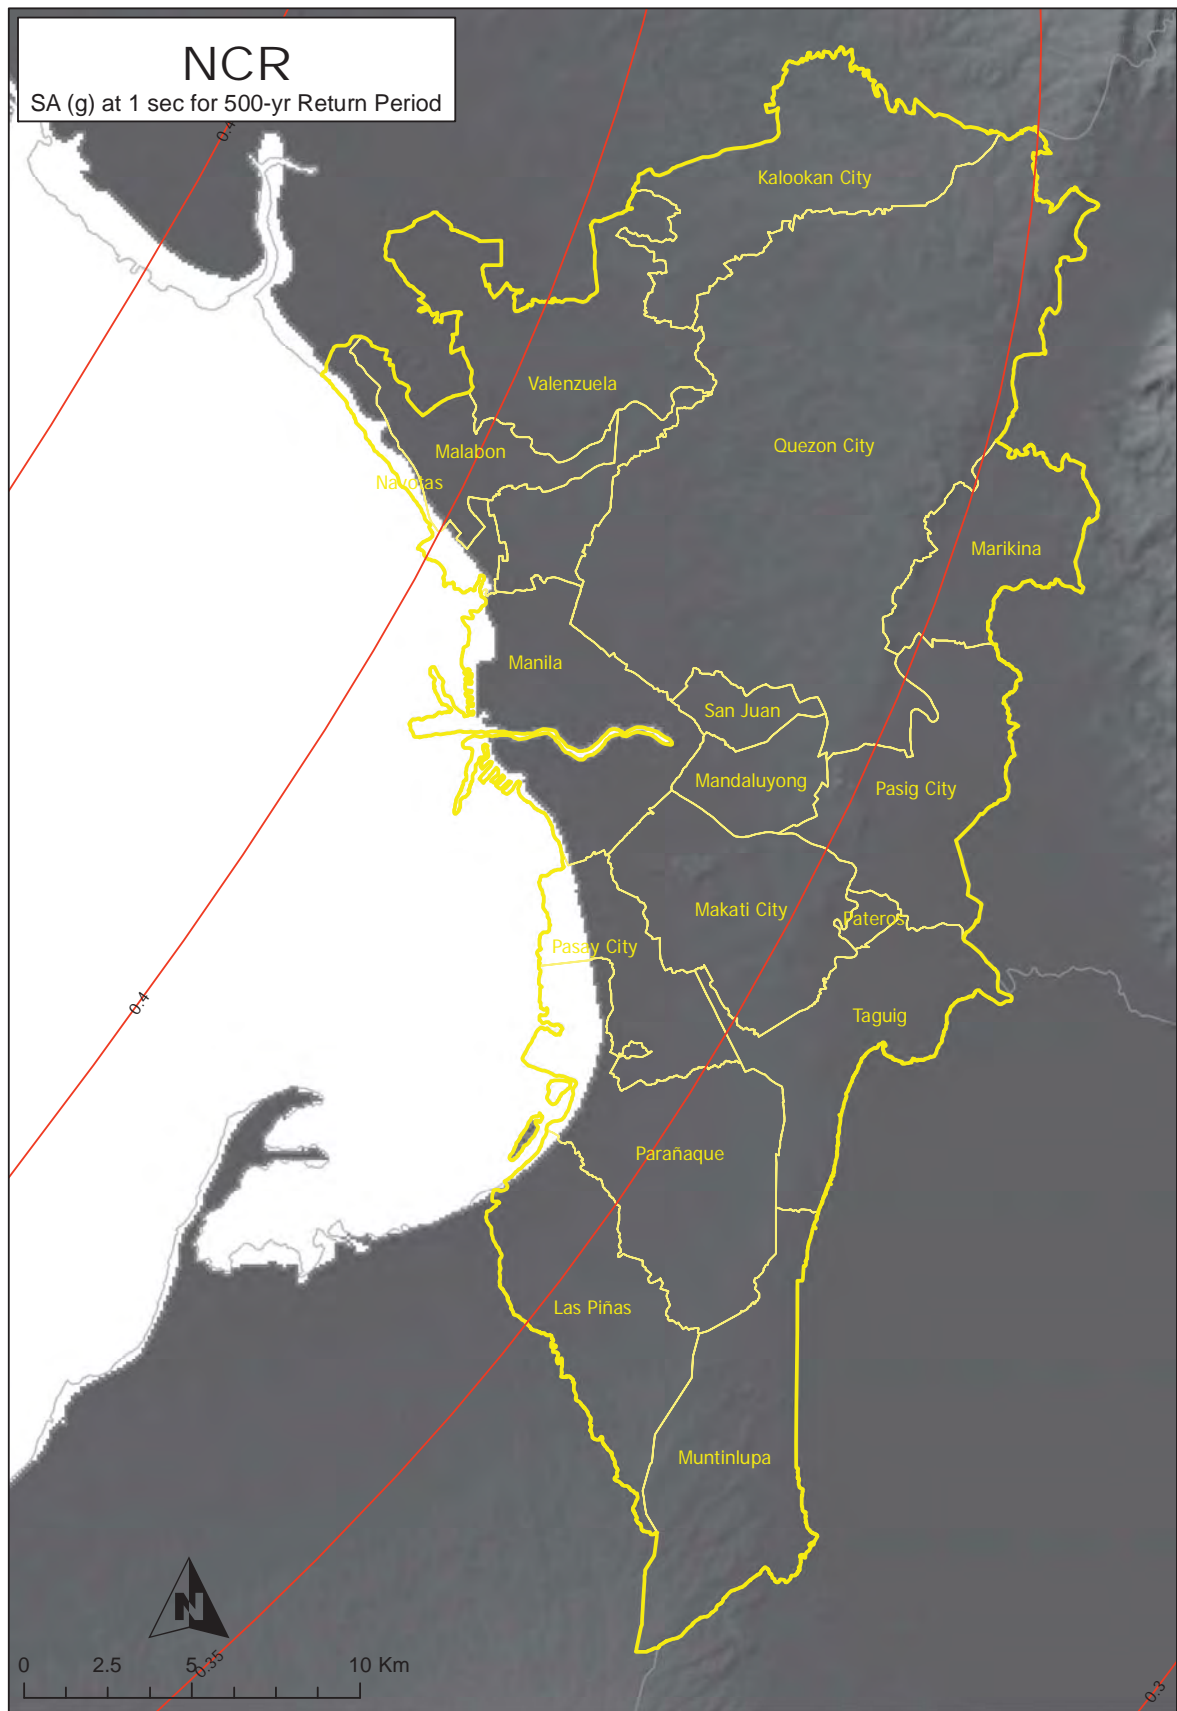 NCR
SA (g) at 1 sec for 500-yr Return Period
0.4
Kalookan City
Valenzuela
Malabon
Quezon City
Navotas
Marikina
Manila
San Juan
Mandaluyong
Pasig City
Makati City
Pateros
Pasay City
0.4
Taguig
Parañaque
Las Piñas
Muntinlupa
N
0 2.5 5 10 Km
0.35
0.3